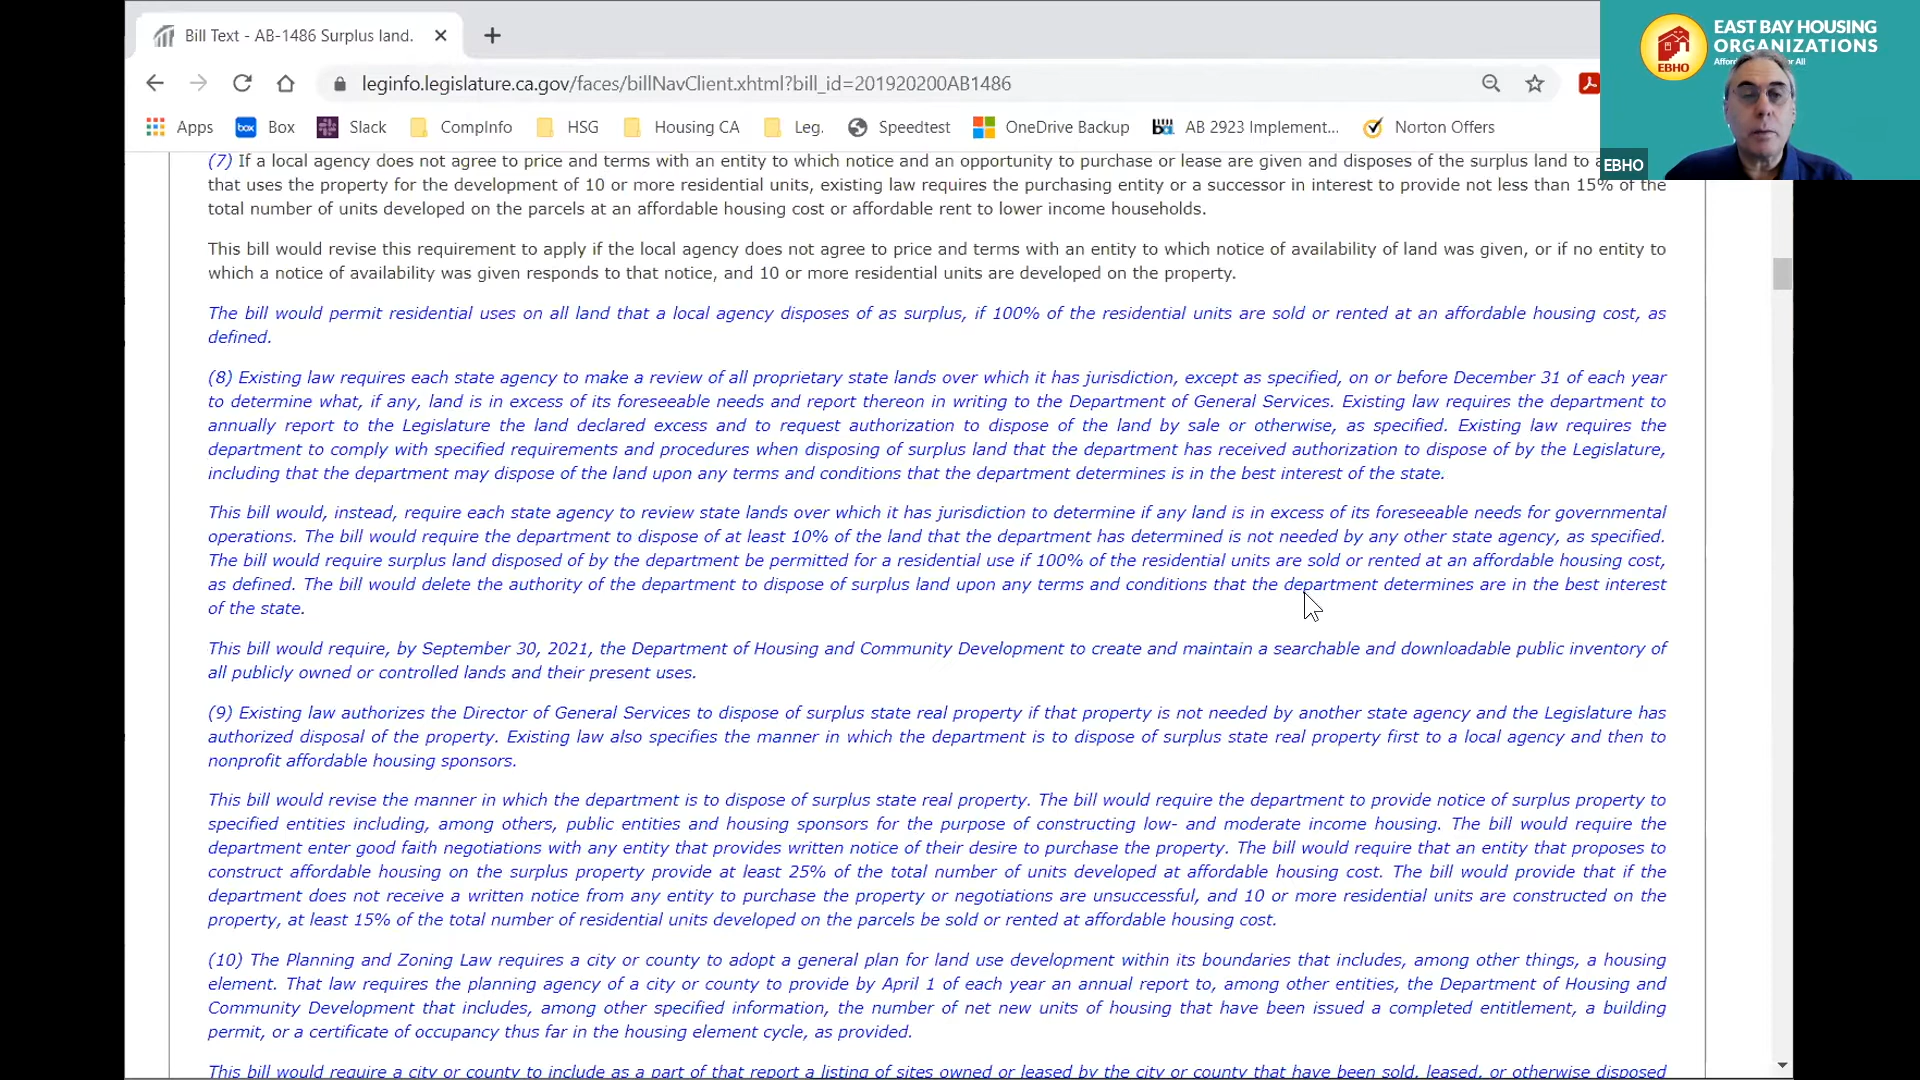 Bill Text - AB-1486 Surplus land.
EAST BAY HOUSING
ORGANIZATIONS
EBHO
leginfo.legislature.ca.gov/faces/billNavClient.xhtml?bill_id=201920200AB1486
Apps Box Slack CompInfo HSG Housing CA Leg. Speedtest OneDrive Backup AB 2923 Implement... Norton Offers
EBHO
(7) If a local agency does not agree to price and terms with an entity to which notice and an opportunity to purchase or lease are given and disposes of the surplus land to
that uses the property for the development of 10 or more residential units, existing law requires the purchasing entity or a successor in interest to provide not less than 15% of the
total number of units developed on the parcels at an affordable housing cost or affordable rent to lower income households.
This bill would revise this requirement to apply if the local agency does not agree to price and terms with an entity to which notice of availability of land was given, or if no entity to
which a notice of availability was given responds to that notice, and 10 or more residential units are developed on the property.
The bill would permit residential uses on all land that a local agency disposes of as surplus, if 100% of the residential units are sold or rented at an affordable housing cost, as
defined.
(8) Existing law requires each state agency to make a review of all proprietary state lands over which it has jurisdiction, except as specified, on or before December 31 of each year
to determine what, if any, land is in excess of its foreseeable needs and report thereon in writing to the Department of General Services. Existing law requires the department to
annually report to the Legislature the land declared excess and to request authorization to dispose of the land by sale or otherwise, as specified. Existing law requires the
department to comply with specified requirements and procedures when disposing of surplus land that the department has received authorization to dispose of by the Legislature,
including that the department may dispose of the land upon any terms and conditions that the department determines is in the best interest of the state.
This bill would, instead, require each state agency to review state lands over which it has jurisdiction to determine if any land is in excess of its foreseeable needs for governmental
operations. The bill would require the department to dispose of at least 10% of the land that the department has determined is not needed by any other state agency, as specified.
The bill would require surplus land disposed of by the department be permitted for a residential use if 100% of the residential units are sold or rented at an affordable housing cost,
as defined. The bill would delete the authority of the department to dispose of surplus land upon any terms and conditions that the department determines are in the best interest
of the state.
This bill would require, by September 30, 2021, the Department of Housing and Community Development to create and maintain a searchable and downloadable public inventory of
all publicly owned or controlled lands and their present uses.
(9) Existing law authorizes the Director of General Services to dispose of surplus state real property if that property is not needed by another state agency and the Legislature has
authorized disposal of the property. Existing law also specifies the manner in which the department is to dispose of surplus state real property first to a local agency and then to
nonprofit affordable housing sponsors.
This bill would revise the manner in which the department is to dispose of surplus state real property. The bill would require the department to provide notice of surplus property to
specified entities including, among others, public entities and housing sponsors for the purpose of constructing low- and moderate income housing. The bill would require the
department enter good faith negotiations with any entity that provides written notice of their desire to purchase the property. The bill would require that an entity that proposes to
construct affordable housing on the surplus property provide at least 25% of the total number of units developed at affordable housing cost. The bill would provide that if the
department does not receive a written notice from any entity to purchase the property or negotiations are unsuccessful, and 10 or more residential units are constructed on the
property, at least 15% of the total number of residential units developed on the parcels be sold or rented at affordable housing cost.
(10) The Planning and Zoning Law requires a city or county to adopt a general plan for land use development within its boundaries that includes, among other things, a housing
element. That law requires the planning agency of a city or county to provide by April 1 of each year an annual report to, among other entities, the Department of Housing and
Community Development that includes, among other specified information, the number of net new units of housing that have been issued a completed entitlement, a building
permit, or a certificate of occupancy thus far in the housing element cycle, as provided.
This bill would require a city or county to include as a part of that report a listing of sites owned or leased by the city or county that have been sold, leased, or otherwise disposed